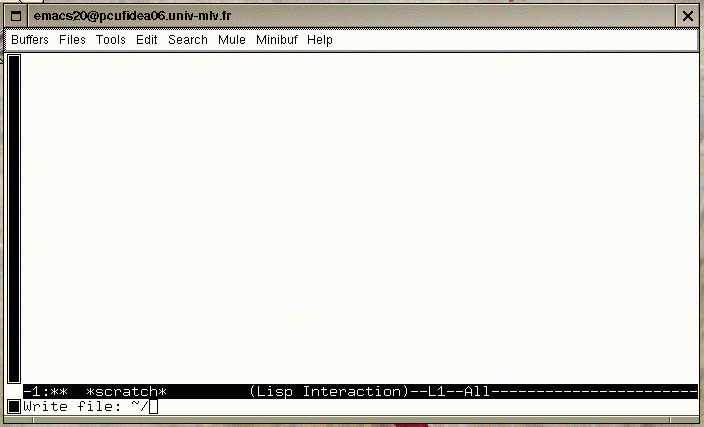 emacs20@pcufidea06.univ-mlv.fr
Buffers Files Tools Edit Search Mule Minibuf Help
-1:** *scratch* (Lisp Interaction)--L1--All--------------------------
Write file: ~/